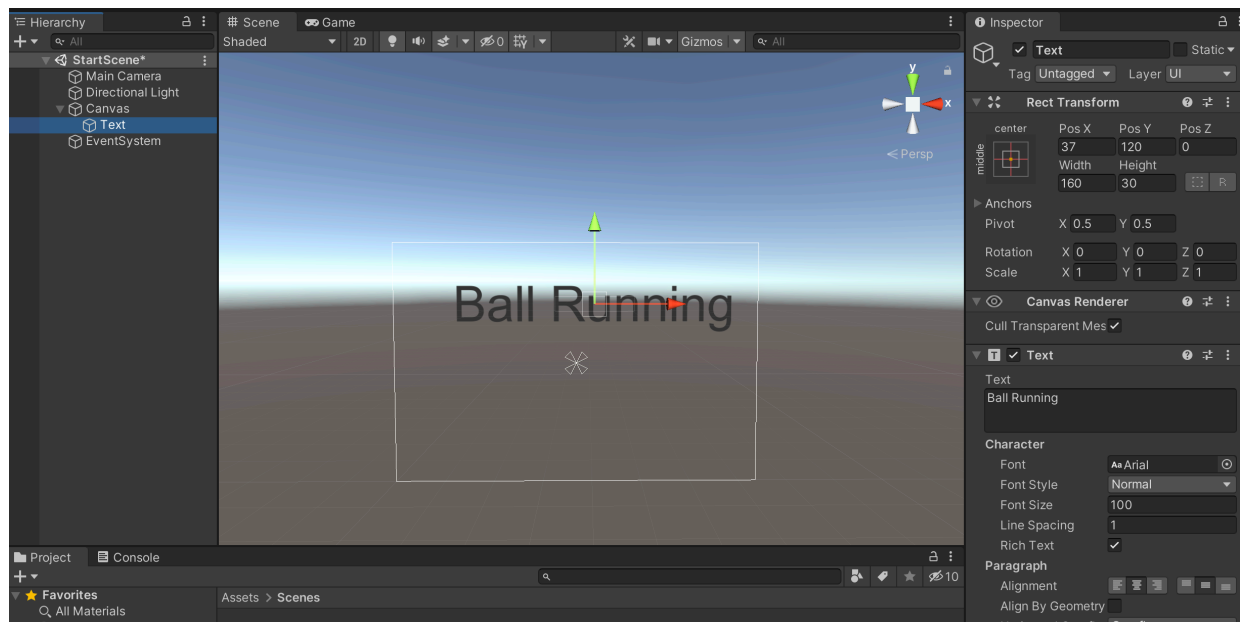 Hierarchy
All
StartScene*
Main Camera
Directional Light
Canvas
Text
EventSystem
Scene Game
Shaded 2D 0 Gizmos All
y
x
Persp
Ball Running
Project Console
10
Favorites
All Materials
Assets > Scenes
Inspector
Text Static
Tag Untagged Layer UI
Rect Transform
center Pos X Pos Y Pos Z
middle 37 120 0
Width Height
160 30 R
Anchors
Pivot X 0.5 Y 0.5
Rotation X 0 Y 0 Z 0
Scale X 1 Y 1 Z 1
Canvas Renderer
Cull Transparent Mes
T Text
Text
Ball Running
Character
Font Aa Arial
Font Style Normal
Font Size 100
Line Spacing 1
Rich Text
Paragraph
Alignment
Align By Geometry